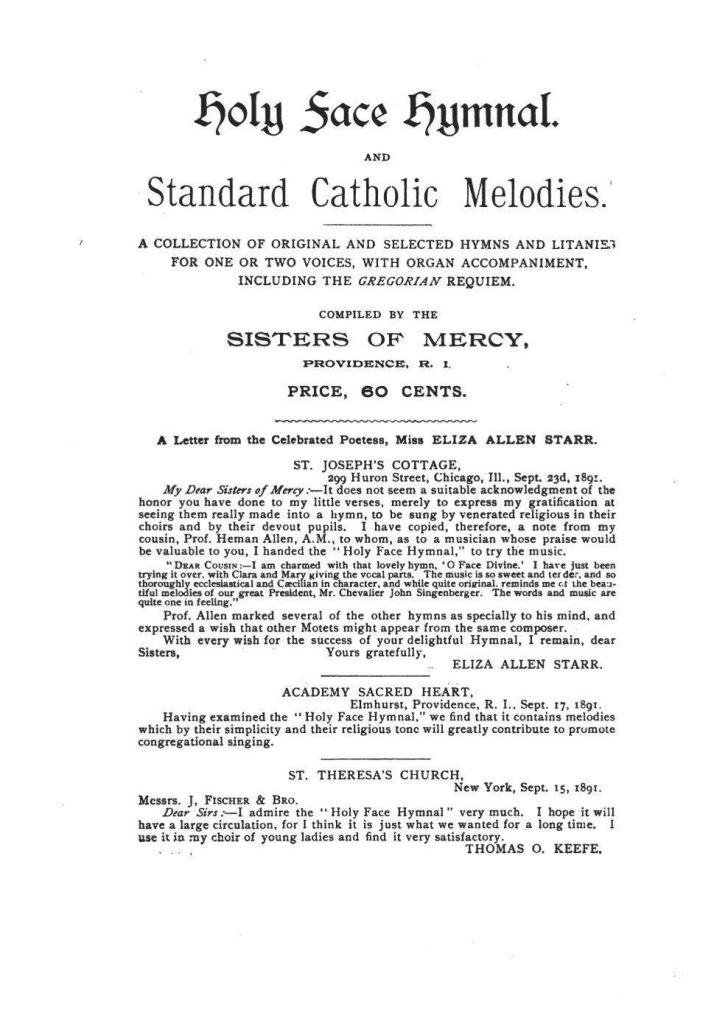 Holy Face Hymnal.
AND
Standard Catholic Melodies.
A COLLECTION OF ORIGINAL AND SELECTED HYMNS AND LITANIES
FOR ONE OR TWO VOICES, WITH ORGAN ACCOMPANIMENT,
INCLUDING THE GREGORIAN REQUIEM.
COMPILED BY THE
SISTERS OF MERCY,
PROVIDENCE, R. I.
PRICE, 60 CENTS.
A Letter from the Celebrated Poetess, Miss ELIZA ALLEN STARR.
ST. JOSEPH'S COTTAGE,
299 Huron Street, Chicago, Ill., Sept. 23d, 1891.
My Dear Sisters of Mercy:—It does not seem a suitable acknowledgment of the
honor you have done to my little verses, merely to express my gratification at
seeing them really made into a hymn, to be sung by venerated religious in their
choirs and by their devout pupils. I have copied, therefore, a note from my
cousin, Prof. Heman Allen, A.M., to whom, as to a musician whose praise would
be valuable to you, I handed the "Holy Face Hymnal," to try the music.
"DEAR COUSIN:—I am charmed with that lovely hymn, 'O Face Divine.' I have just been
trying it over, with Clara and Mary giving the vocal parts. The music is so sweet and tender, and so
thoroughly ecclesiastical and Cæcilian in character, and while quite original, reminds me of the beau-
tiful melodies of our great President, Mr. Chevalier John Singenberger. The words and music are
quite one in feeling."
Prof. Allen marked several of the other hymns as specially to his mind, and
expressed a wish that other Motets might appear from the same composer.
With every wish for the success of your delightful Hymnal, I remain, dear
Sisters, Yours gratefully,
ELIZA ALLEN STARR.
ACADEMY SACRED HEART,
Elmhurst, Providence, R. I., Sept. 17, 1891.
Having examined the "Holy Face Hymnal," we find that it contains melodies
which by their simplicity and their religious tone will greatly contribute to promote
congregational singing.
ST. THERESA'S CHURCH,
New York, Sept. 15, 1891.
Messrs. J. FISCHER & BRO.
Dear Sirs:—I admire the "Holy Face Hymnal" very much. I hope it will
have a large circulation, for I think it is just what we wanted for a long time. I
use it in my choir of young ladies and find it very satisfactory.
THOMAS O. KEEFE.